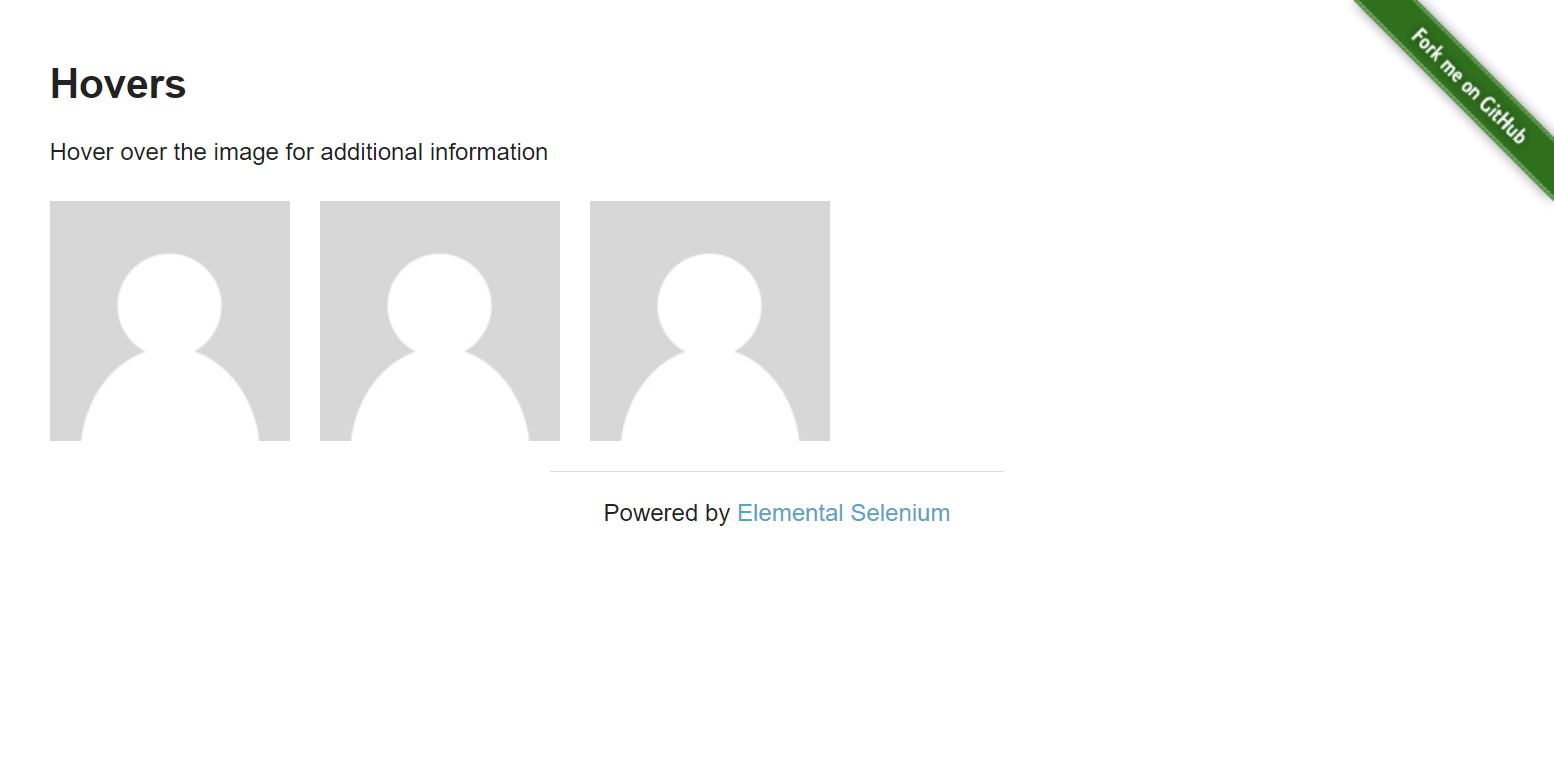 Fork me on GitHub
Hovers
Hover over the image for additional information
Powered by Elemental Selenium